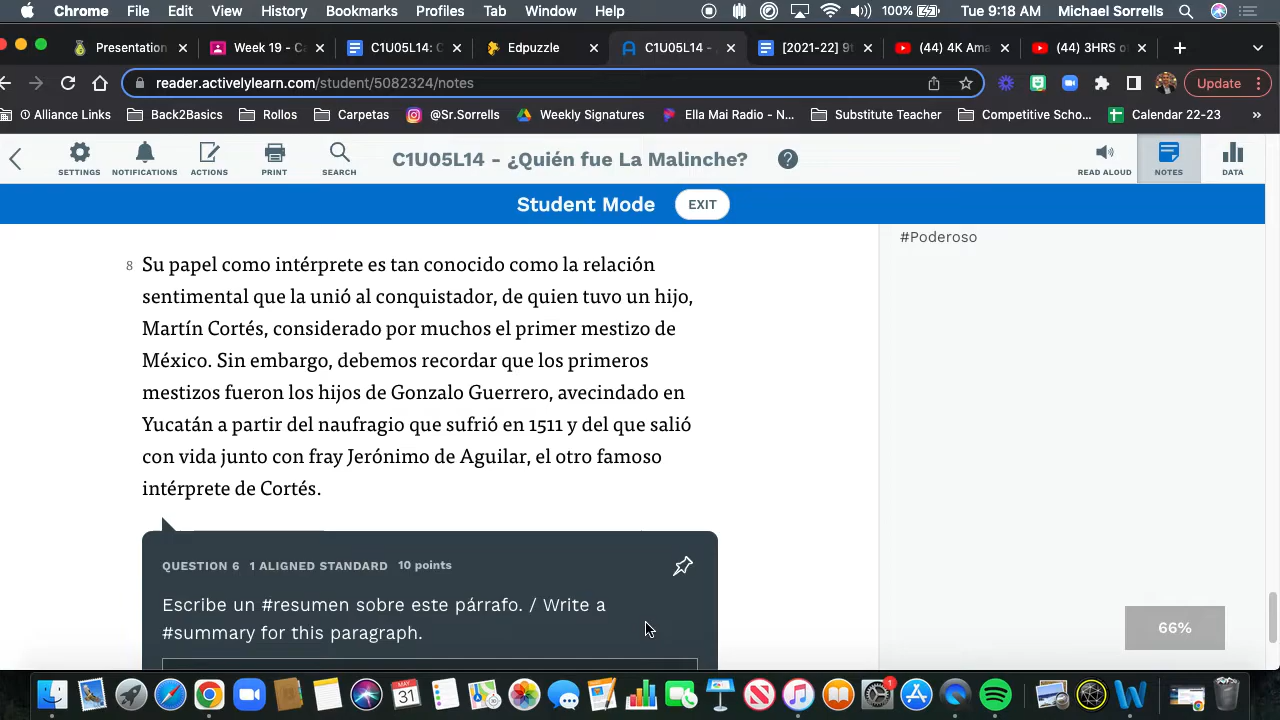 Chrome File Edit View History Bookmarks Profiles Tab Window Help 100% Tue 9:18 AM Michael Sorrells
Presentation Week 19 - Ca C1U05L14: C Edpuzzle C1U05L14 - [2021-22] 9t (44) 4K Ama (44) 3HRS o
reader.activelylearn.com/student/5082324/notes Update
Alliance Links Back2Basics Rollos Carpetas @Sr.Sorrells Weekly Signatures Ella Mai Radio - N... Substitute Teacher Competitive Scho... Calendar 22-23 »
SETTINGS NOTIFICATIONS ACTIONS PRINT SEARCH C1U05L14 - ¿Quién fue La Malinche? ? READ ALOUD NOTES DATA
Student Mode EXIT
#Poderoso
8 Su papel como intérprete es tan conocido como la relación
sentimental que la unió al conquistador, de quien tuvo un hijo,
Martín Cortés, considerado por muchos el primer mestizo de
México. Sin embargo, debemos recordar que los primeros
mestizos fueron los hijos de Gonzalo Guerrero, avecindado en
Yucatán a partir del naufragio que sufrió en 1511 y del que salió
con vida junto con fray Jerónimo de Aguilar, el otro famoso
intérprete de Cortés.
QUESTION 6 1 ALIGNED STANDARD 10 points
Escribe un #resumen sobre este párrafo. / Write a
#summary for this paragraph.
66%
MAY
31
1